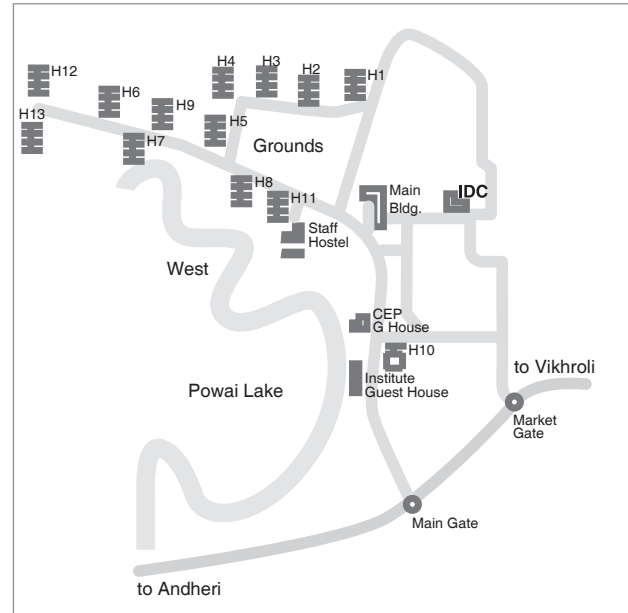 H12
H6
H9
H4
H3
H2
H1
H13
H7
H5
Grounds
H8
H11
Staff
Hostel
Main
Bldg.
IDC
West
CEP
G House
H10
Powai Lake
Institute
Guest House
to Vikhroli
Market
Gate
Main Gate
to Andheri